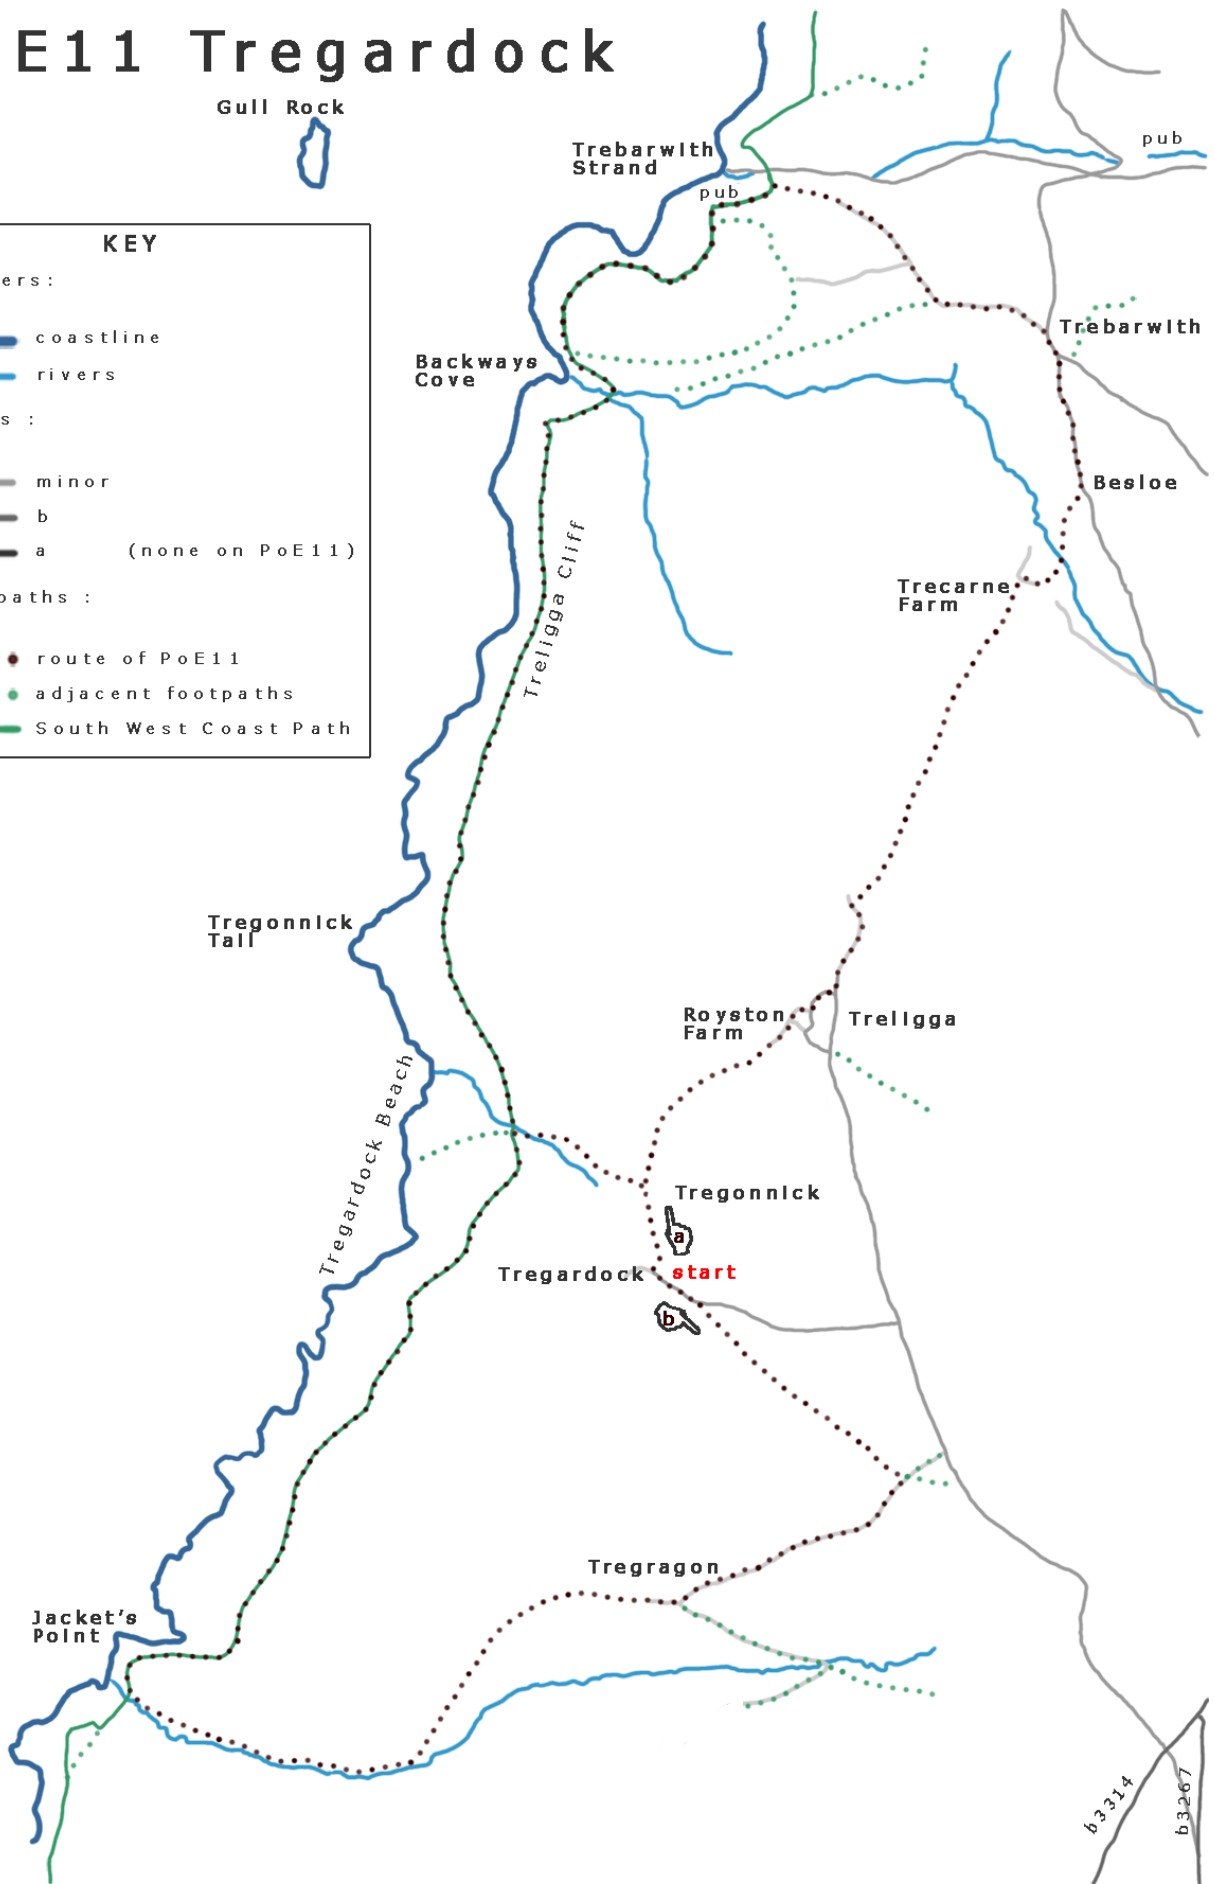 E11 Tregardock
Gull Rock
pub
Trebarwith
Strand
pub
KEY
ers:
coastline
rivers
s :
minor
b
a (none on PoE11)
paths :
route of PoE11
adjacent footpaths
South West Coast Path
Trebarwith
Backways
Cove
Besloe
Treligga Cliff
Trecarne
Farm
Tregonnick
Tail
Royston
Farm
Treligga
Tregardock Beach
Tregonnick
a
Tregardock
start
b
Tregragon
Jacket's
Point
b3314
b3267